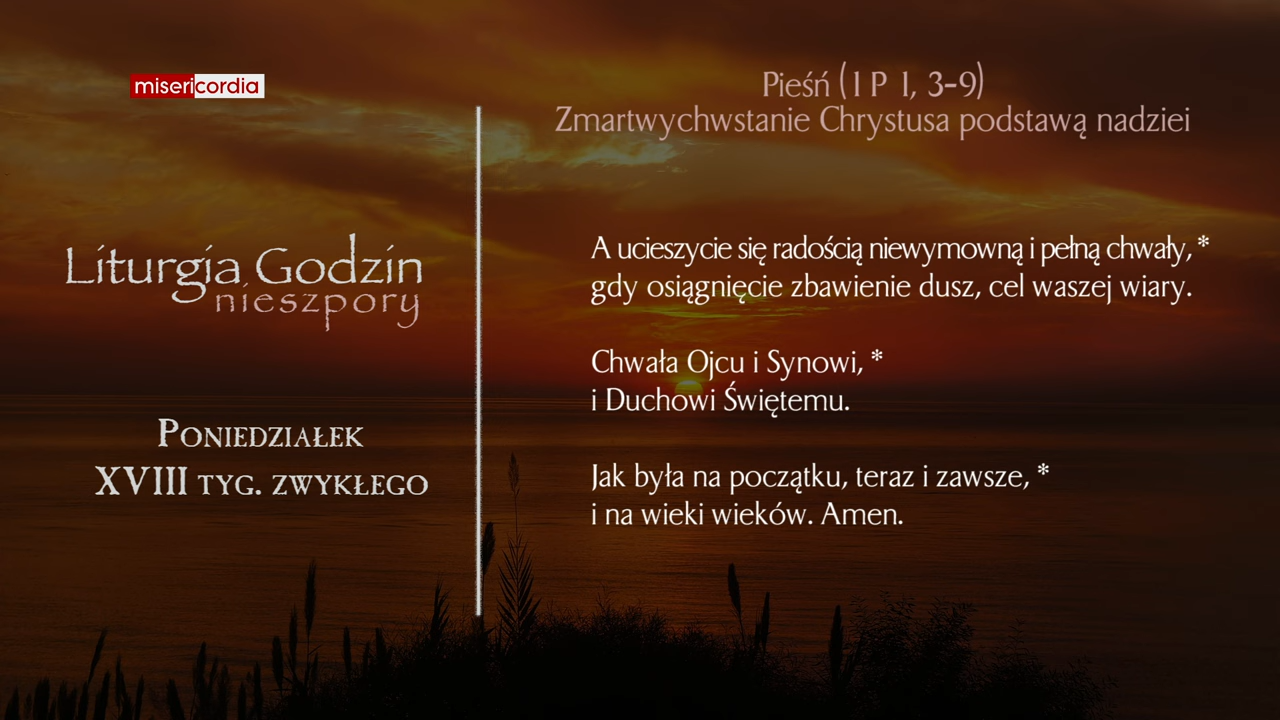 misericordia
Liturgia Godzin
nieszpory
Poniedziałek
XVIII tyg. zwykłego
Pieśń (1 P 1, 3-9)
Zmartwychwstanie Chrystusa podstawą nadziei
A ucieszycie się radością niewymowną i pełną chwały, *
gdy osiągnięcie zbawienie dusz, cel waszej wiary.
Chwała Ojcu i Synowi, *
i Duchowi Świętemu.
Jak była na początku, teraz i zawsze, *
i na wieki wieków. Amen.